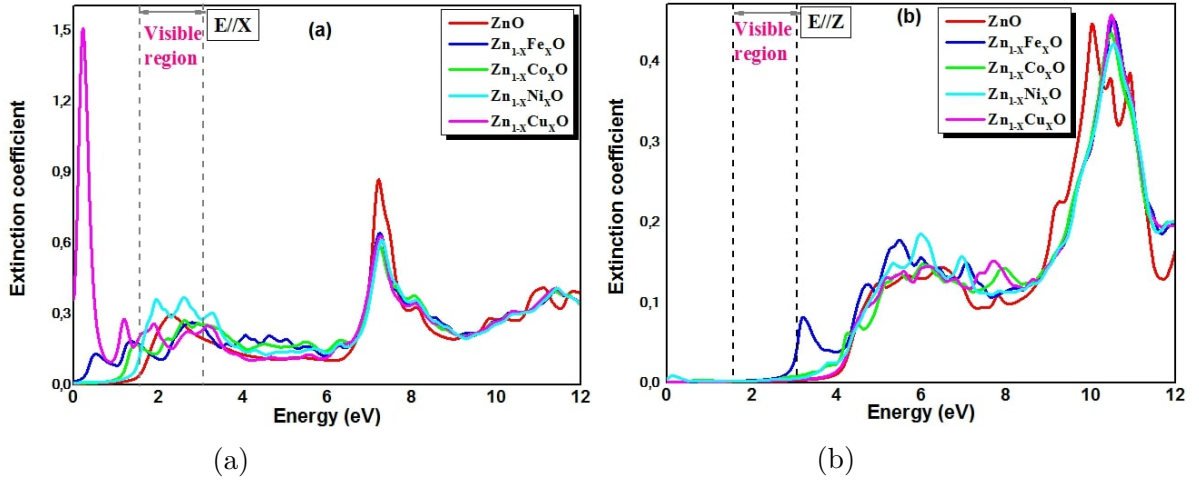 E//X
Visible
region
(a)
ZnO
Zn1-XFeXO
Zn1-XCoXO
Zn1-XNiXO
Zn1-XCuXO
Extinction coefficient
1,5
1,2
0,9
0,6
0,3
0,0
0 2 4 6 8 10 12
Energy (eV)
(a)
E//Z
Visible
region
(b)
ZnO
Zn1-XFeXO
Zn1-XCoXO
Zn1-XNiXO
Zn1-XCuXO
Extinction coefficient
0,4
0,3
0,2
0,1
0,0
0 2 4 6 8 10 12
Energy (eV)
(b)